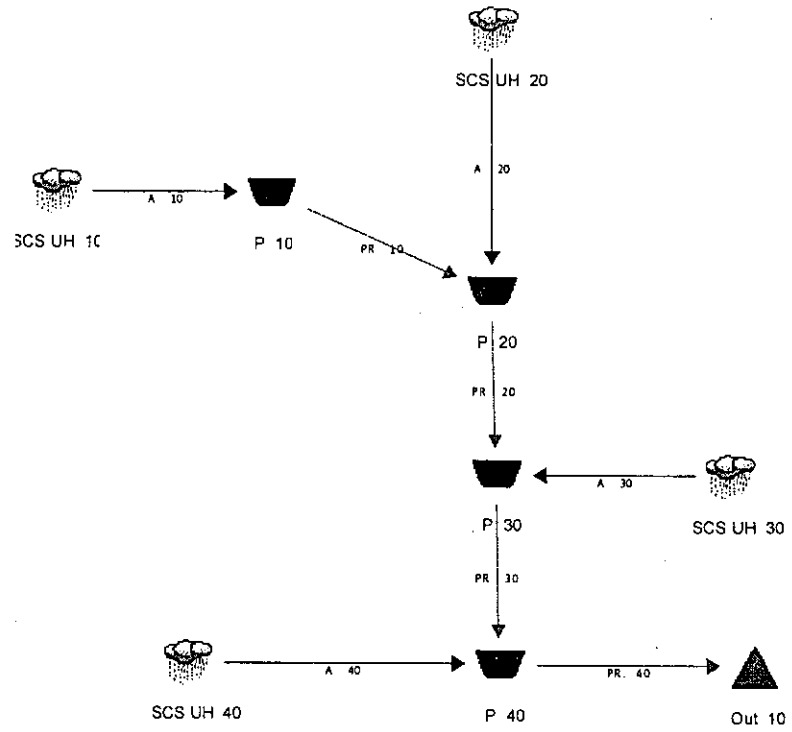 SCS UH 20
A 20
A 10
SCS UH 10
P 10
PR 10
P 20
PR 20
A 30
P 30
SCS UH 30
PR 30
A 40
PR. 40
SCS UH 40
P 40
Out 10